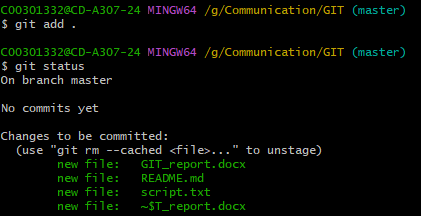 C00301332@CD-A307-24 MINGW64 /g/Communication/GIT (master)
$ git add .
C00301332@CD-A307-24 MINGW64 /g/Communication/GIT (master)
$ git status
On branch master
No commits yet
Changes to be committed:
  (use "git rm --cached <file>..." to unstage)
        new file:   GIT_report.docx
        new file:   README.md
        new file:   script.txt
        new file:   ~$T_report.docx